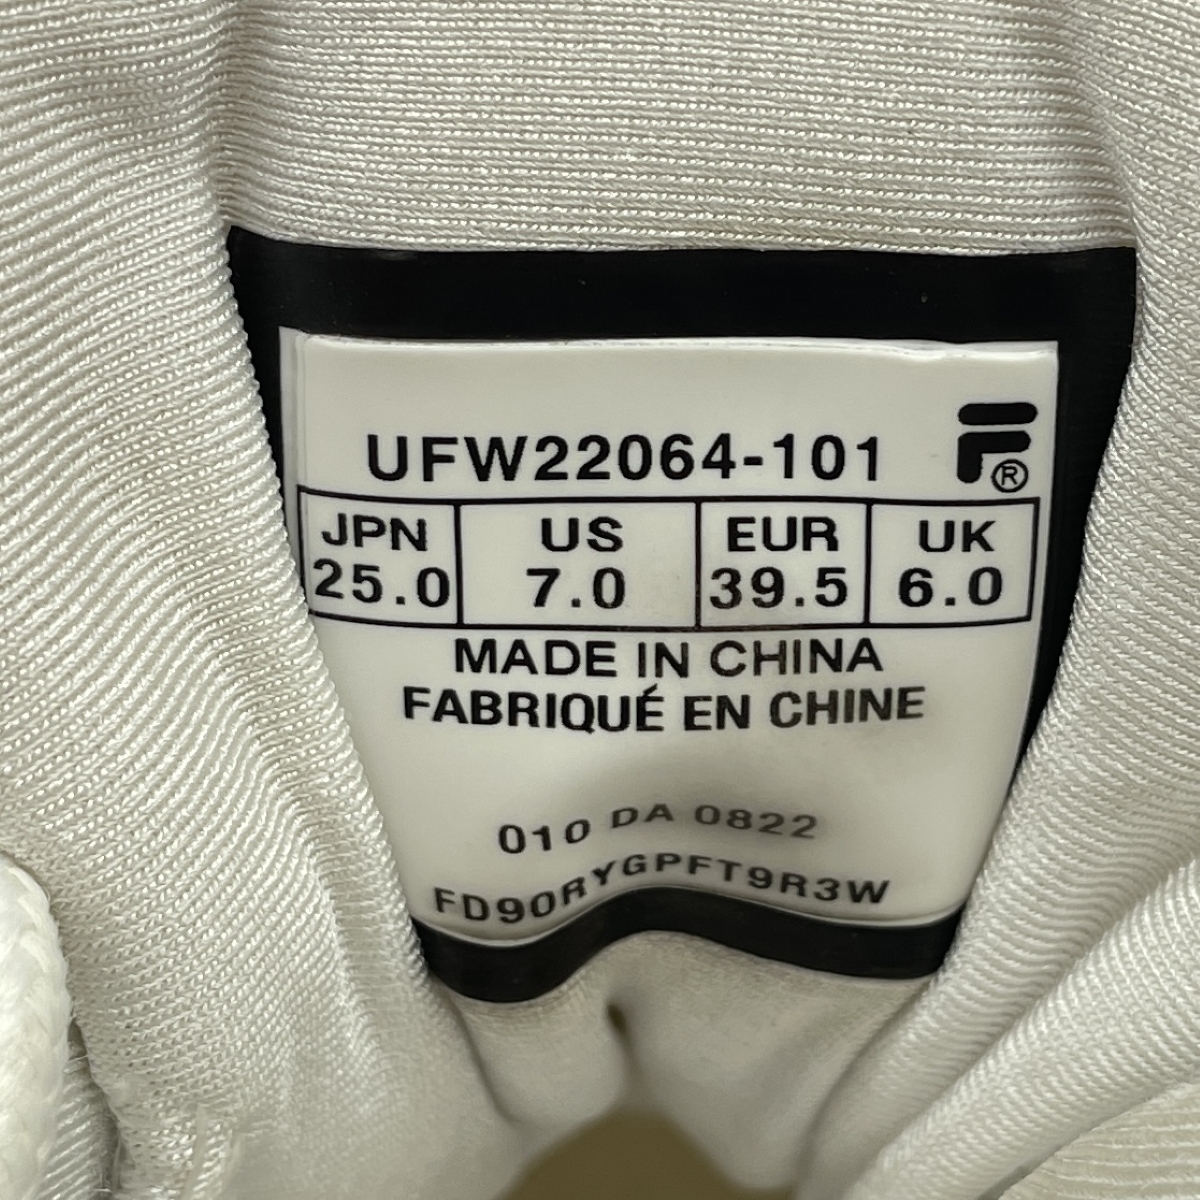 UFW22064-101
®
JPN US EUR UK
25.0 7.0 39.5 6.0
MADE IN CHINA
FABRIQUÉ EN CHINE
010 DA 0822
FD90RYGPFT9R3W